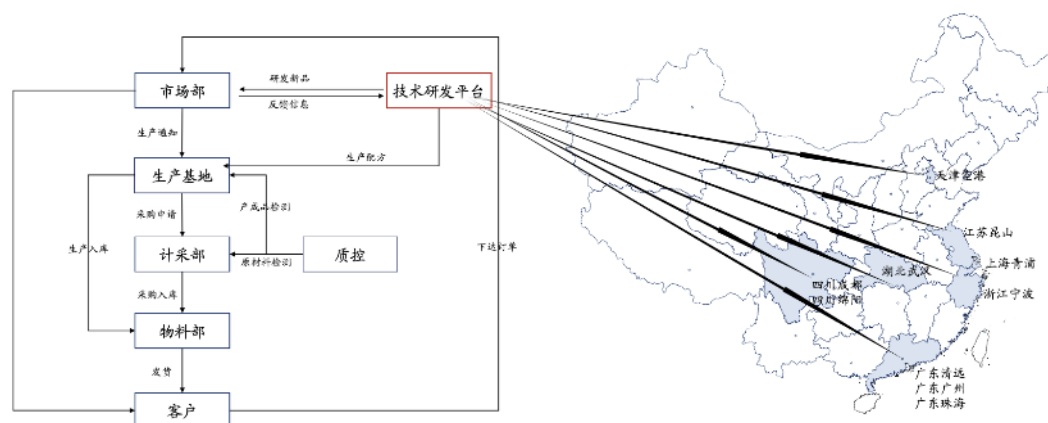 市场部
研发新品
反馈信息
技术研发平台
生产通知
生产配方
生产基地
采购申请
产成品检测
生产入库
计采部
原材料检测
质控
下达订单
采购入库
物料部
发货
客户
天津空港
江苏昆山
上海青浦
湖北武汉
四川成都
四川绵阳
浙江宁波
广东清远
广东广州
广东珠海